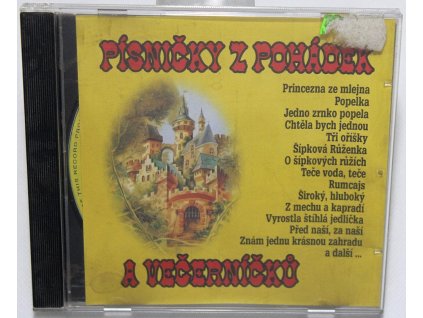 PÍSNIČKY Z POHÁDEK
Princezna ze mlejna
Popelka
Jedno zrnko popela
Chtěla bych jednou
Tři oříšky
Šípková Růženka
O šípkových růžích
Teče voda, teče
Rumcajs
Široký, hluboký
Z mechu a kapradí
Vyrostla štíhlá jedlička
Před naší, za naší
Znám jednu krásnou zahradu
a další ...
A VEČERNÍČKŮ
THIS RECORD